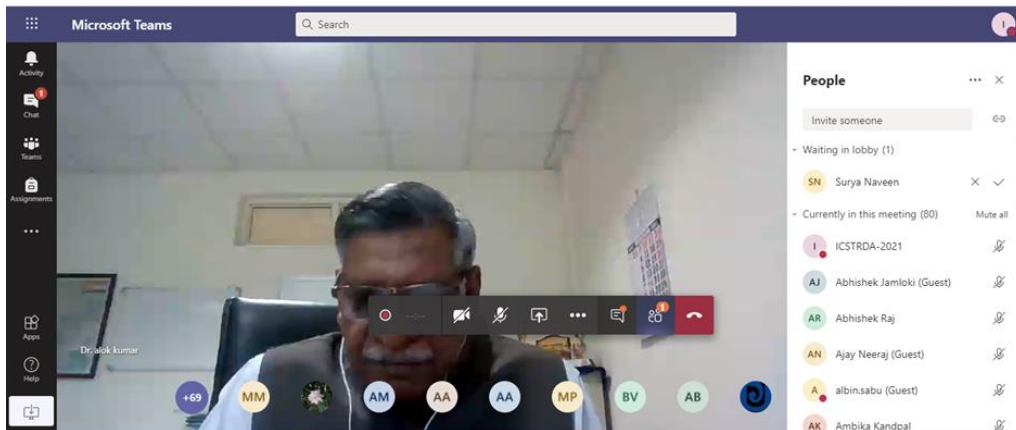 Microsoft Teams
Search
I
Activity
1
Chat
Teams
Assignments
Apps
Help
Dr. alok kumar
--:--
1
+69
MM
AM
AA
AA
MP
BV
AB
People
Invite someone
Waiting in lobby (1)
SN Surya Naveen
Currently in this meeting (80) Mute all
I ICSTRDA-2021
AJ Abhishek Jamloki (Guest)
AR Abhishek Raj
AN Ajay Neeraj (Guest)
A albin.sabu (Guest)
AK Ambika Kandpal